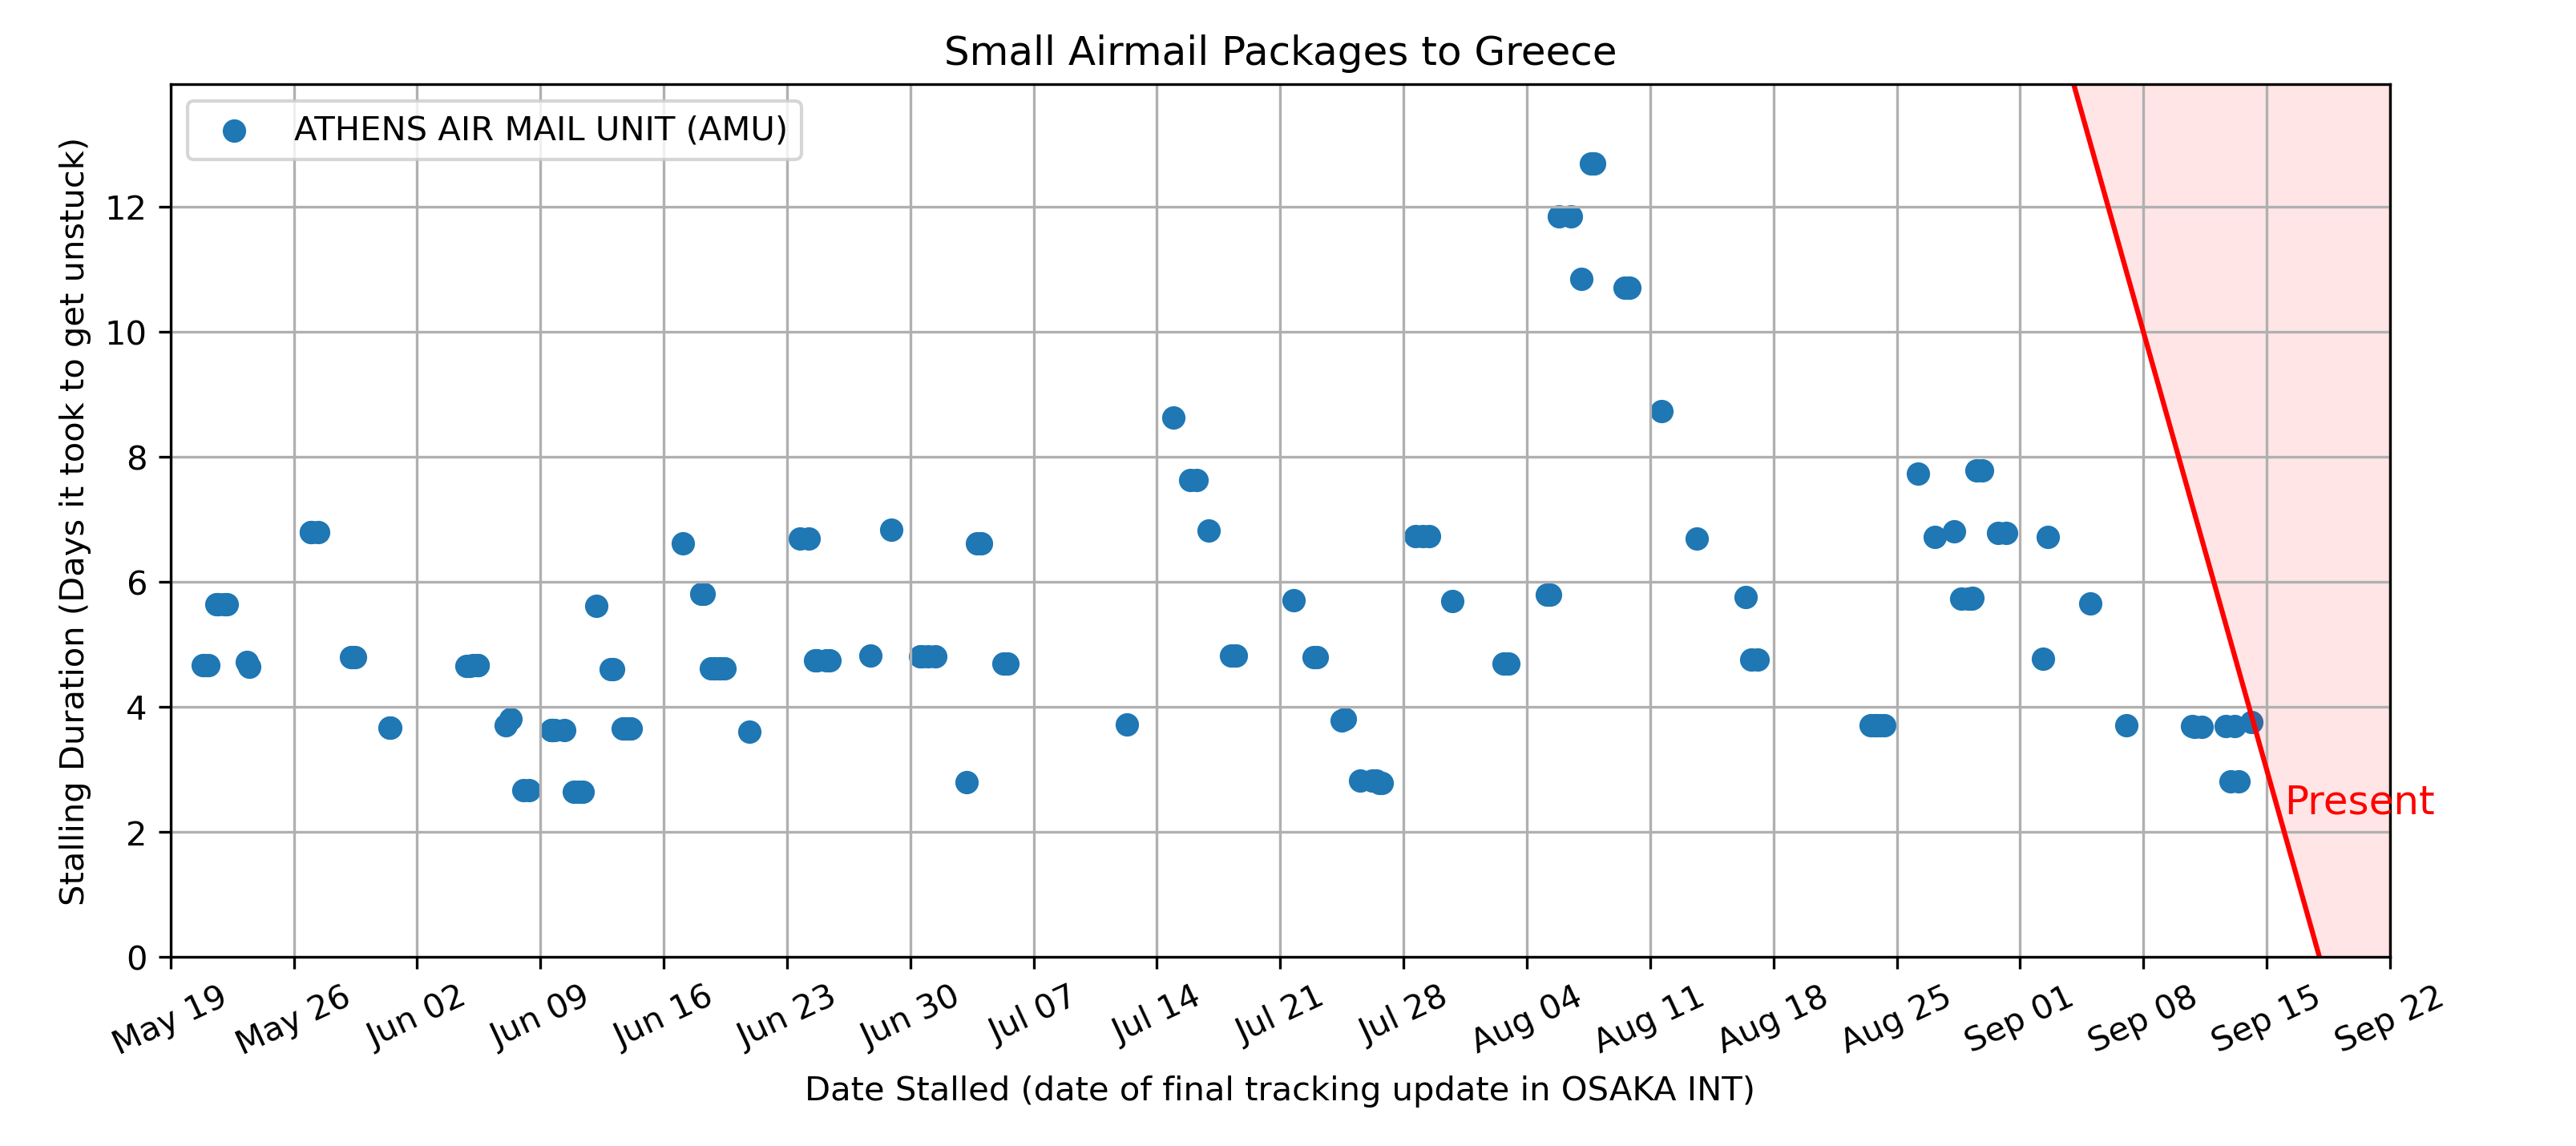 Small Airmail Packages to Greece
ATHENS AIR MAIL UNIT (AMU)
Stalling Duration (Days it took to get unstuck)
12
10
8
6
4
2
0
Present
May 19
May 26
Jun 02
Jun 09
Jun 16
Jun 23
Jun 30
Jul 07
Jul 14
Jul 21
Jul 28
Aug 04
Aug 11
Aug 18
Aug 25
Sep 01
Sep 08
Sep 15
Sep 22
Date Stalled (date of final tracking update in OSAKA INT)